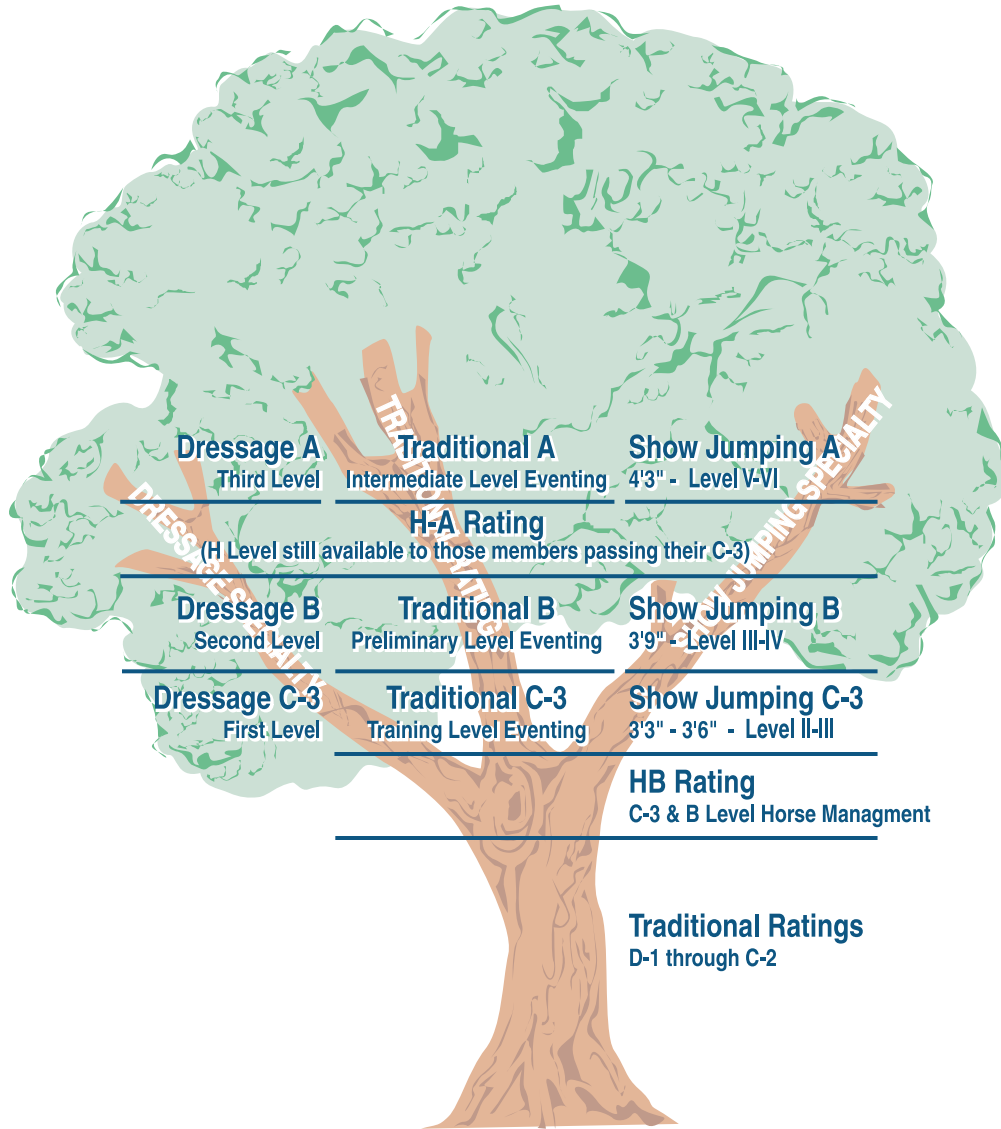 Dressage A
Third Level
Traditional A
Intermediate Level Eventing
Show Jumping A
4'3" - Level V-VI
H-A Rating
(H Level still available to those members passing their C-3)
Dressage B
Second Level
Traditional B
Preliminary Level Eventing
Show Jumping B
3'9" - Level III-IV
Dressage C-3
First Level
Traditional C-3
Training Level Eventing
Show Jumping C-3
3'3" - 3'6" - Level II-III
HB Rating
C-3 & B Level Horse Managment
Traditional Ratings
D-1 through C-2
DRESSAGE SPECIALTY
SHOW JUMPING SPECIALTY